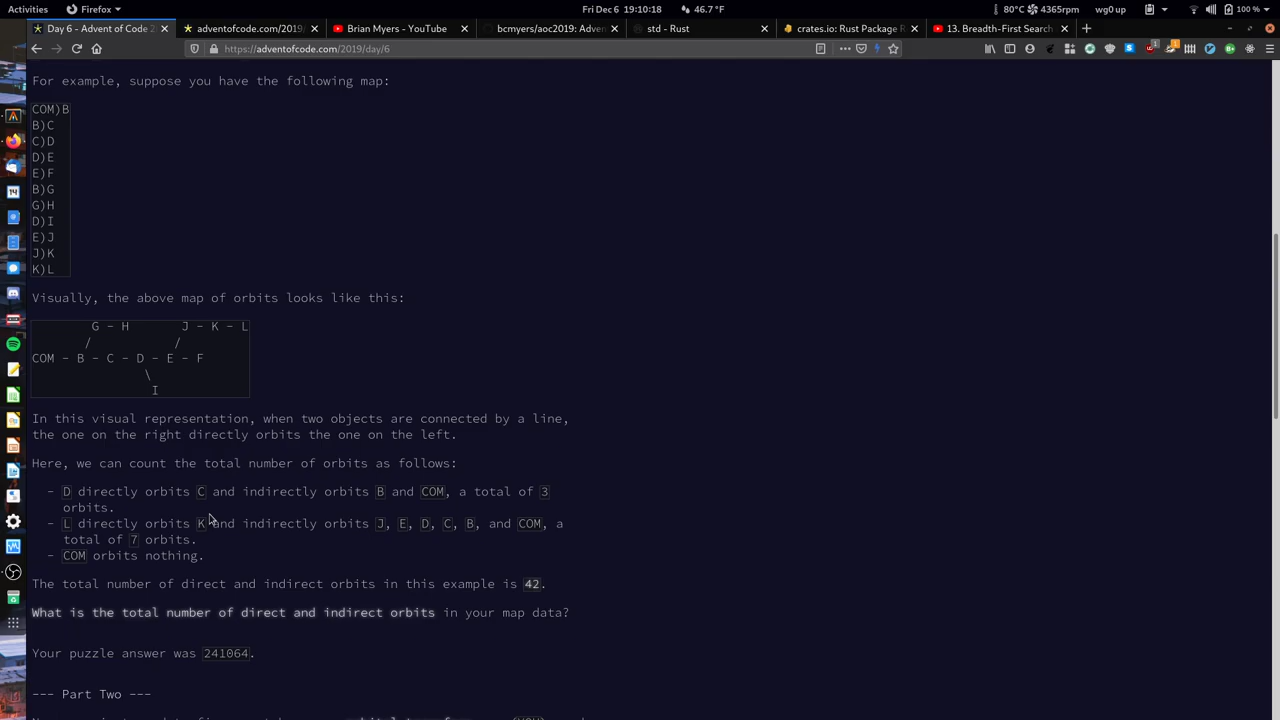 Activities
Firefox
Fri Dec 6 19:10:18
46.7 °F
80°C
4365rpm
wg0 up
100 %
Day 6 - Advent of Code 2
adventofcode.com/2019/
Brian Myers - YouTube
bcmyers/aoc2019: Adven
std - Rust
crates.io: Rust Package R
13. Breadth-First Search
https://adventofcode.com/2019/day/6
For example, suppose you have the following map:
COM)B
B)C
C)D
D)E
E)F
B)G
G)H
D)I
E)J
J)K
K)L
Visually, the above map of orbits looks like this:
G - H J - K - L
/ /
COM - B - C - D - E - F
\
I
In this visual representation, when two objects are connected by a line,
the one on the right directly orbits the one on the left.
Here, we can count the total number of orbits as follows:
- D directly orbits C and indirectly orbits B and COM, a total of 3
orbits.
- L directly orbits K and indirectly orbits J, E, D, C, B, and COM, a
total of 7 orbits.
- COM orbits nothing.
The total number of direct and indirect orbits in this example is 42.
What is the total number of direct and indirect orbits in your map data?
Your puzzle answer was 241064.
--- Part Two ---